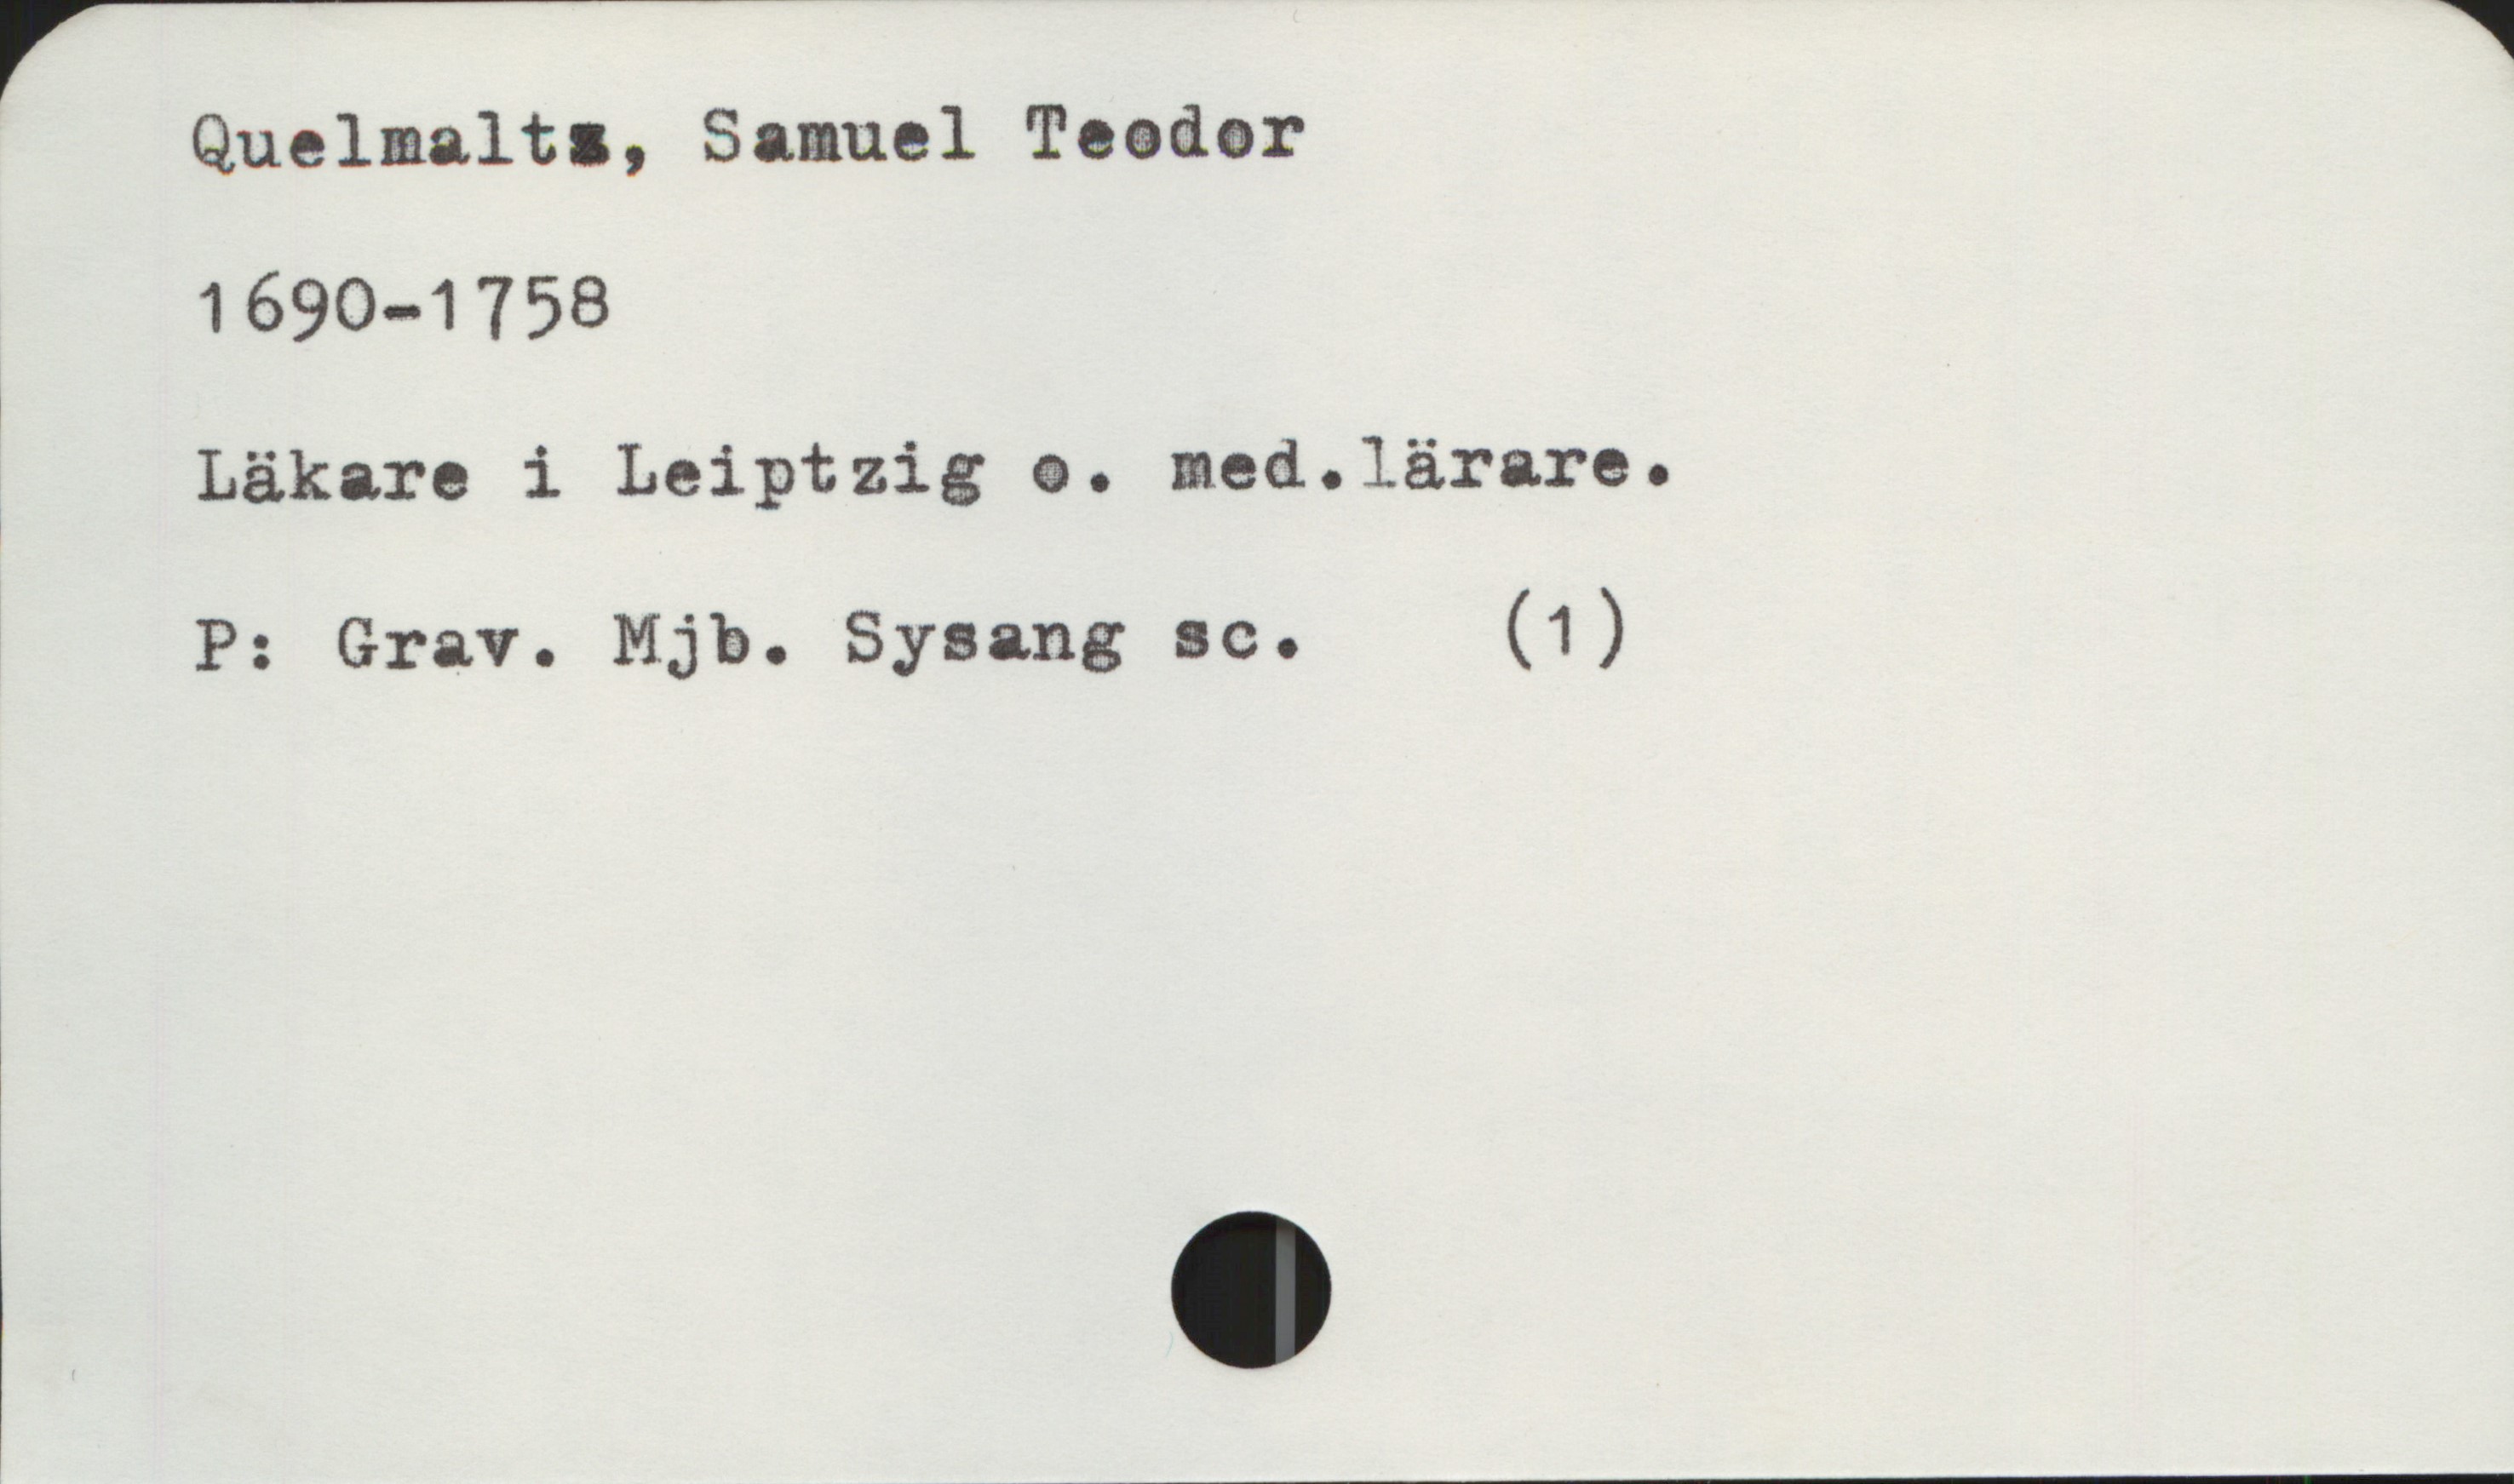 Quelmaltz, Samuel Teodor
1690-1758
Läkare i Leiptzig o. med.lärare.
P: Grav. Mjb. Sysang sc. (1)